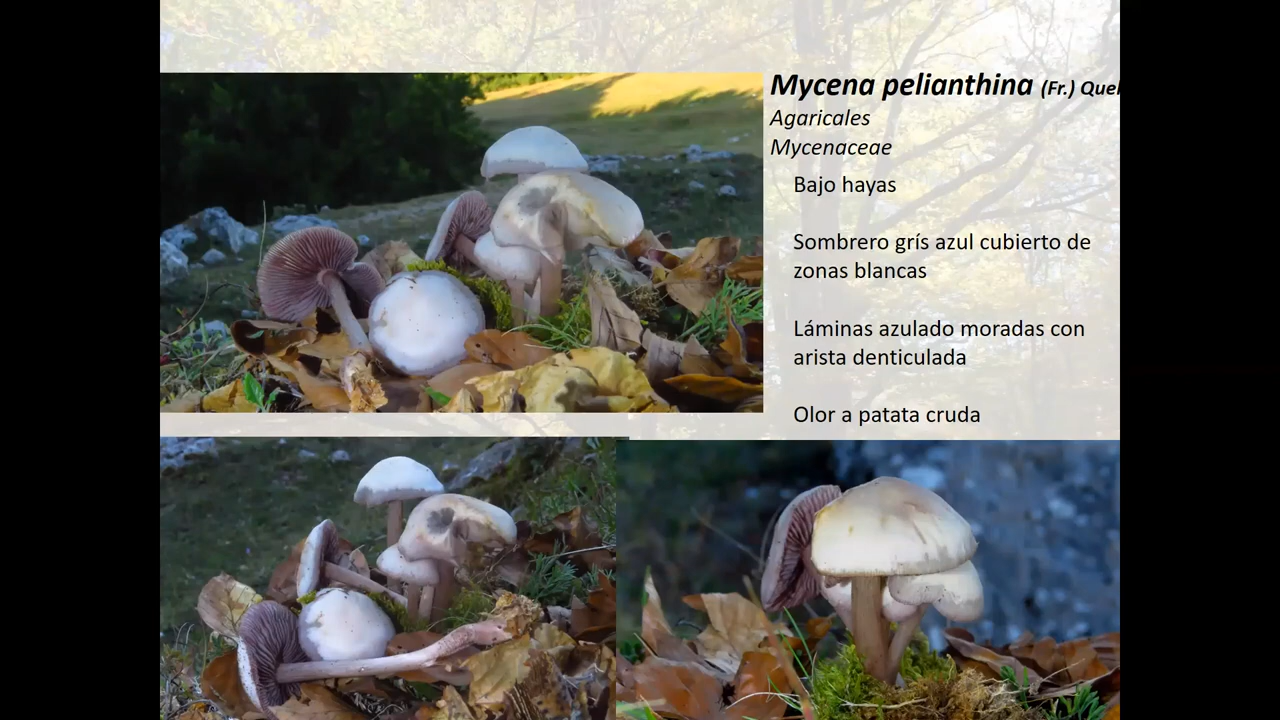 Mycena pelianthina (Fr.) Quel
Agaricales
Mycenaceae
Bajo hayas
Sombrero grís azul cubierto de
zonas blancas
Láminas azulado moradas con
arista denticulada
Olor a patata cruda